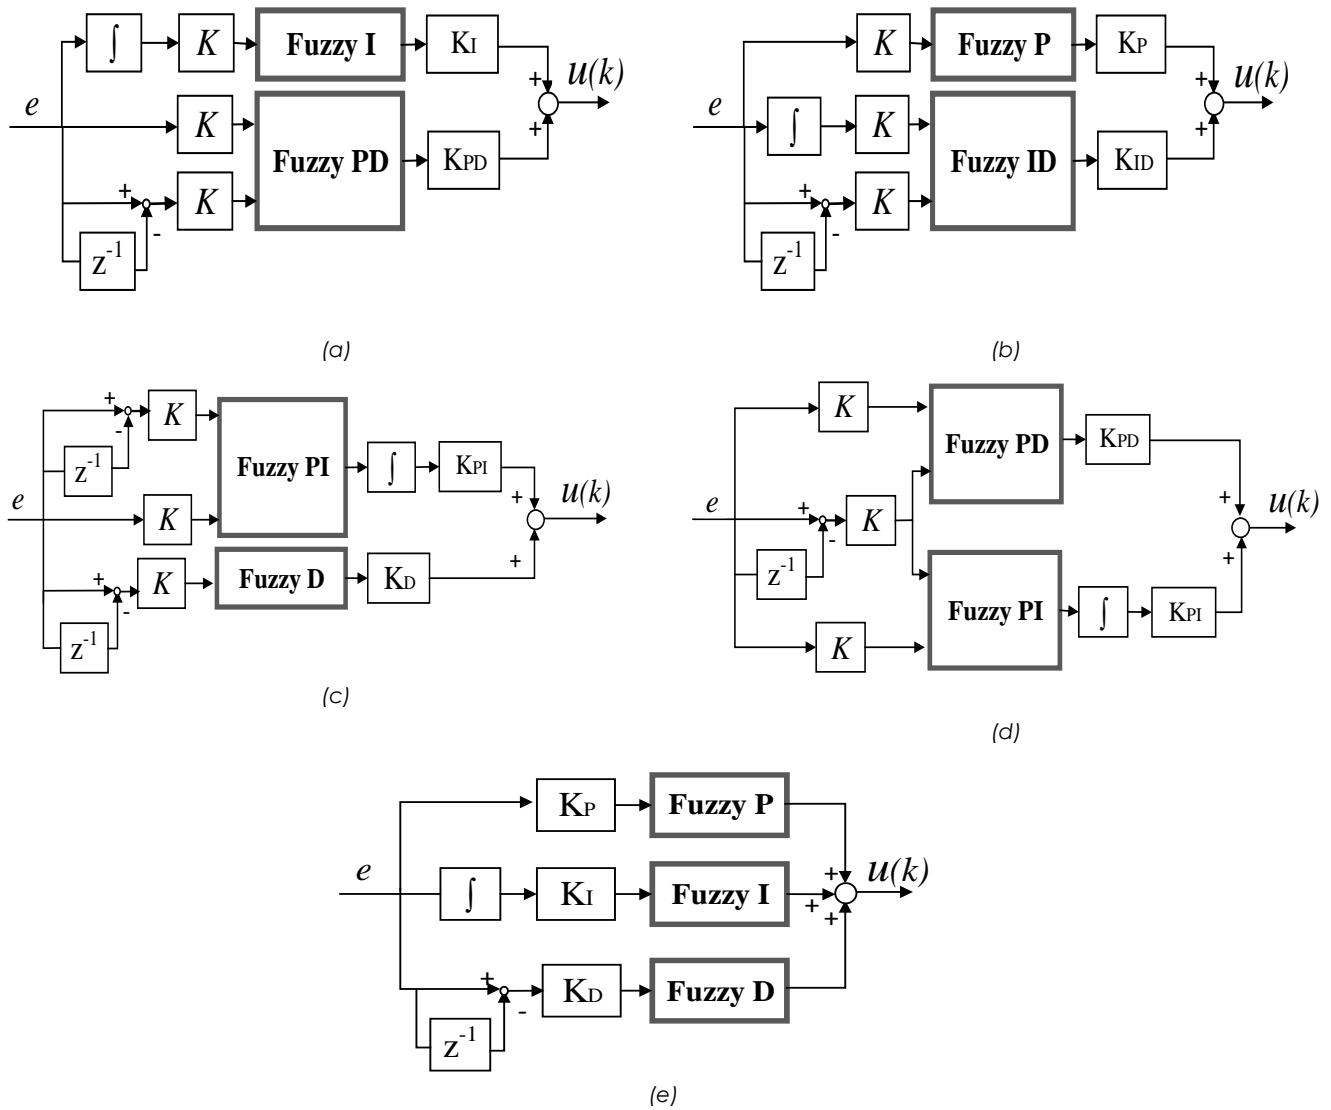 ∫ K Fuzzy I KI
+ u(k)
e K +
Fuzzy PD KPD
+ K
-
z-1
(a)
K Fuzzy P KP
+ u(k)
e ∫ K +
Fuzzy ID KID
+ K
-
z-1
(b)
+ K
-
z-1 Fuzzy PI ∫ KPI
+ u(k)
e K
+ K Fuzzy D KD +
-
z-1
(c)
K Fuzzy PD KPD
+ u(k)
e + K
-
z-1 +
Fuzzy PI ∫ KPI
K
(d)
KP Fuzzy P
e + u(k)
∫ KI Fuzzy I +
+
+ KD Fuzzy D
-
z-1
(e)